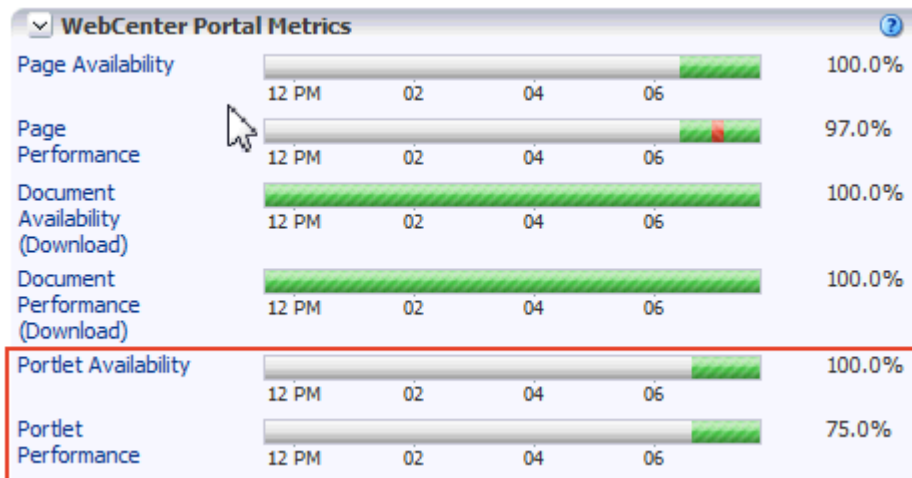 WebCenter Portal Metrics
Page Availability
100.0%
12 PM 02 04 06
Page
Performance
97.0%
12 PM 02 04 06
Document
Availability
(Download)
100.0%
12 PM 02 04 06
Document
Performance
(Download)
100.0%
12 PM 02 04 06
Portlet Availability
100.0%
12 PM 02 04 06
Portlet
Performance
75.0%
12 PM 02 04 06